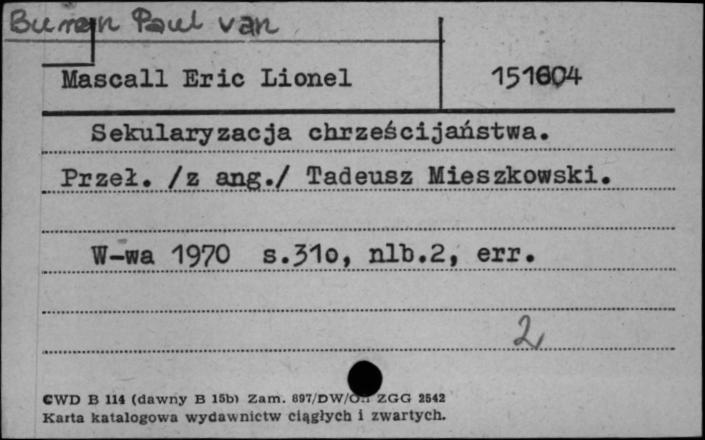 Buren Paul van
Mascall Eric Lionel 151604
Sekularyzacja chrześcijaństwa.
Przeł. /z ang./ Tadeusz Mieszkowski.
W-wa 1970 s.31o, nlb.2, err.
2
CWD B 114 (dawny B 15b) Zam. 897/DW/ ZGG 2542
Karta katalogowa wydawnictw ciągłych i zwartych.